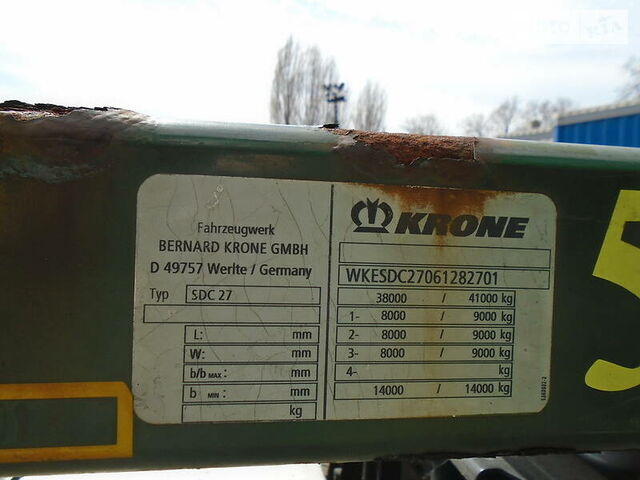 Fahrzeugwerk
BERNARD KRONE GMBH
D 49757 Werlte / Germany
Typ SDC 27
L: mm
W: mm
b/b MAX: mm
b MIN: mm
kg
KRONE
WKESDC27061282701
38000 / 41000 kg
1- 8000 / 9000 kg
2- 8000 / 9000 kg
3- 8000 / 9000 kg
4- kg
14000 / 14000 kg
5